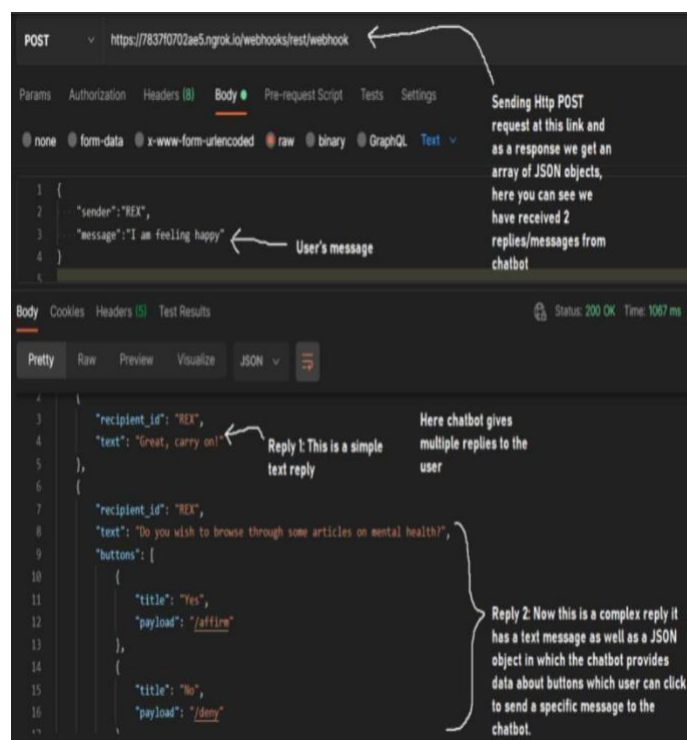 POST https://7837f0702ae5.ngrok.io/webhooks/rest/webhook
Params Authorization Headers (8) Body Pre-request Script Tests Settings
none form-data x-www-form-urlencoded raw binary GraphQL Text
Sending Http POST
request at this link and
as a response we get an
array of JSON objects,
here you can see we
have received 2
replies/messages from
chatbot
1 {
2 "sender":"REX",
3 "message":"I am feeling happy"
4 }
5
User's message
Body Cookies Headers (5) Test Results Status: 200 OK Time: 1067 ms
Pretty Raw Preview Visualize JSON
2 {
3 "recipient_id": "REX",
4 "text": "Great, carry on!"
5 },
6 {
7 "recipient_id": "REX",
8 "text": "Do you wish to browse through some articles on mental health?",
9 "buttons": [
10 {
11 "title": "Yes",
12 "payload": "/affirm"
13 },
14 {
15 "title": "No",
16 "payload": "/deny"
Reply 1: This is a simple
text reply
Here chatbot gives
multiple replies to the
user
Reply 2: Now this is a complex reply it
has a text message as well as a JSON
object in which the chatbot provides
data about buttons which user can click
to send a specific message to the
chatbot.